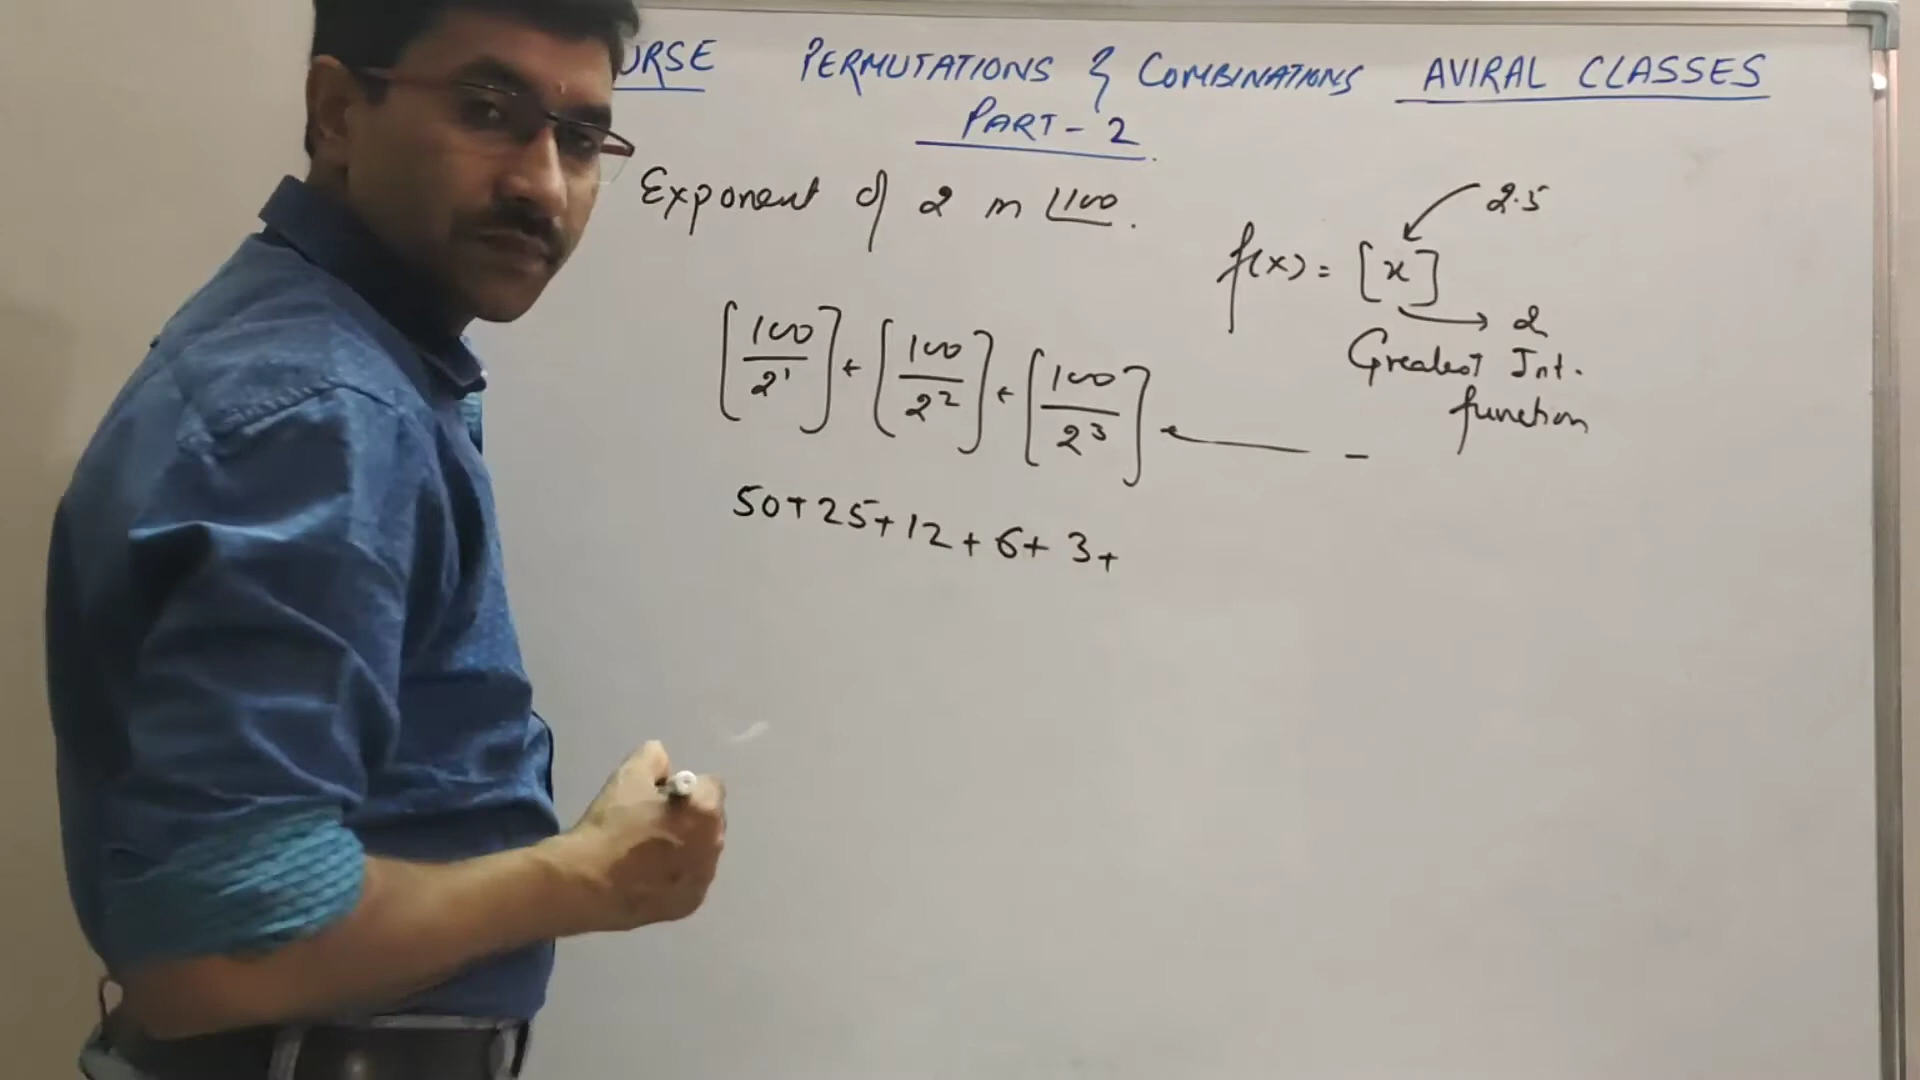 URSE PERMUTATIONS & COMBINATIONS AVIRAL CLASSES
PART - 2
Exponent of 2 in ⌊100.
2.5
f(x) = [x]
2
Greatest Int.
function
[100/2¹] + [100/2²] + [100/2³] + —— -
50+25+12+6+3+